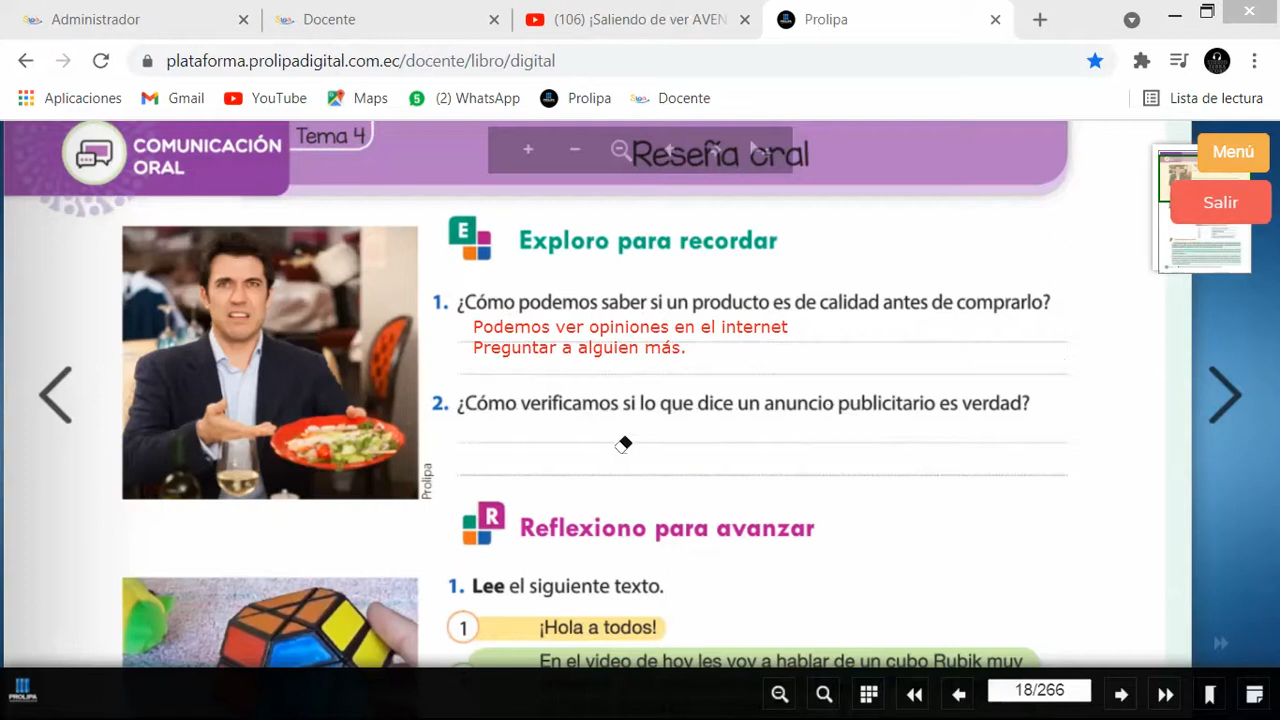 Administrador
Docente
(106) ¡Saliendo de ver AVEN
Prolipa
plataforma.prolipadigital.com.ec/docente/libro/digital
Aplicaciones
Gmail
YouTube
Maps
(2) WhatsApp
Prolipa
Docente
Lista de lectura
COMUNICACIÓN
ORAL
Tema 4
Reseña oral
Menú
Salir
E
Exploro para recordar
1. ¿Cómo podemos saber si un producto es de calidad antes de comprarlo?
Podemos ver opiniones en el internet
Preguntar a alguien más.
2. ¿Cómo verificamos si lo que dice un anuncio publicitario es verdad?
Prolipa
R
Reflexiono para avanzar
1. Lee el siguiente texto.
1 ¡Hola a todos!
En el video de hoy les voy a hablar de un cubo Rubik muy
PROLIPA
18/266